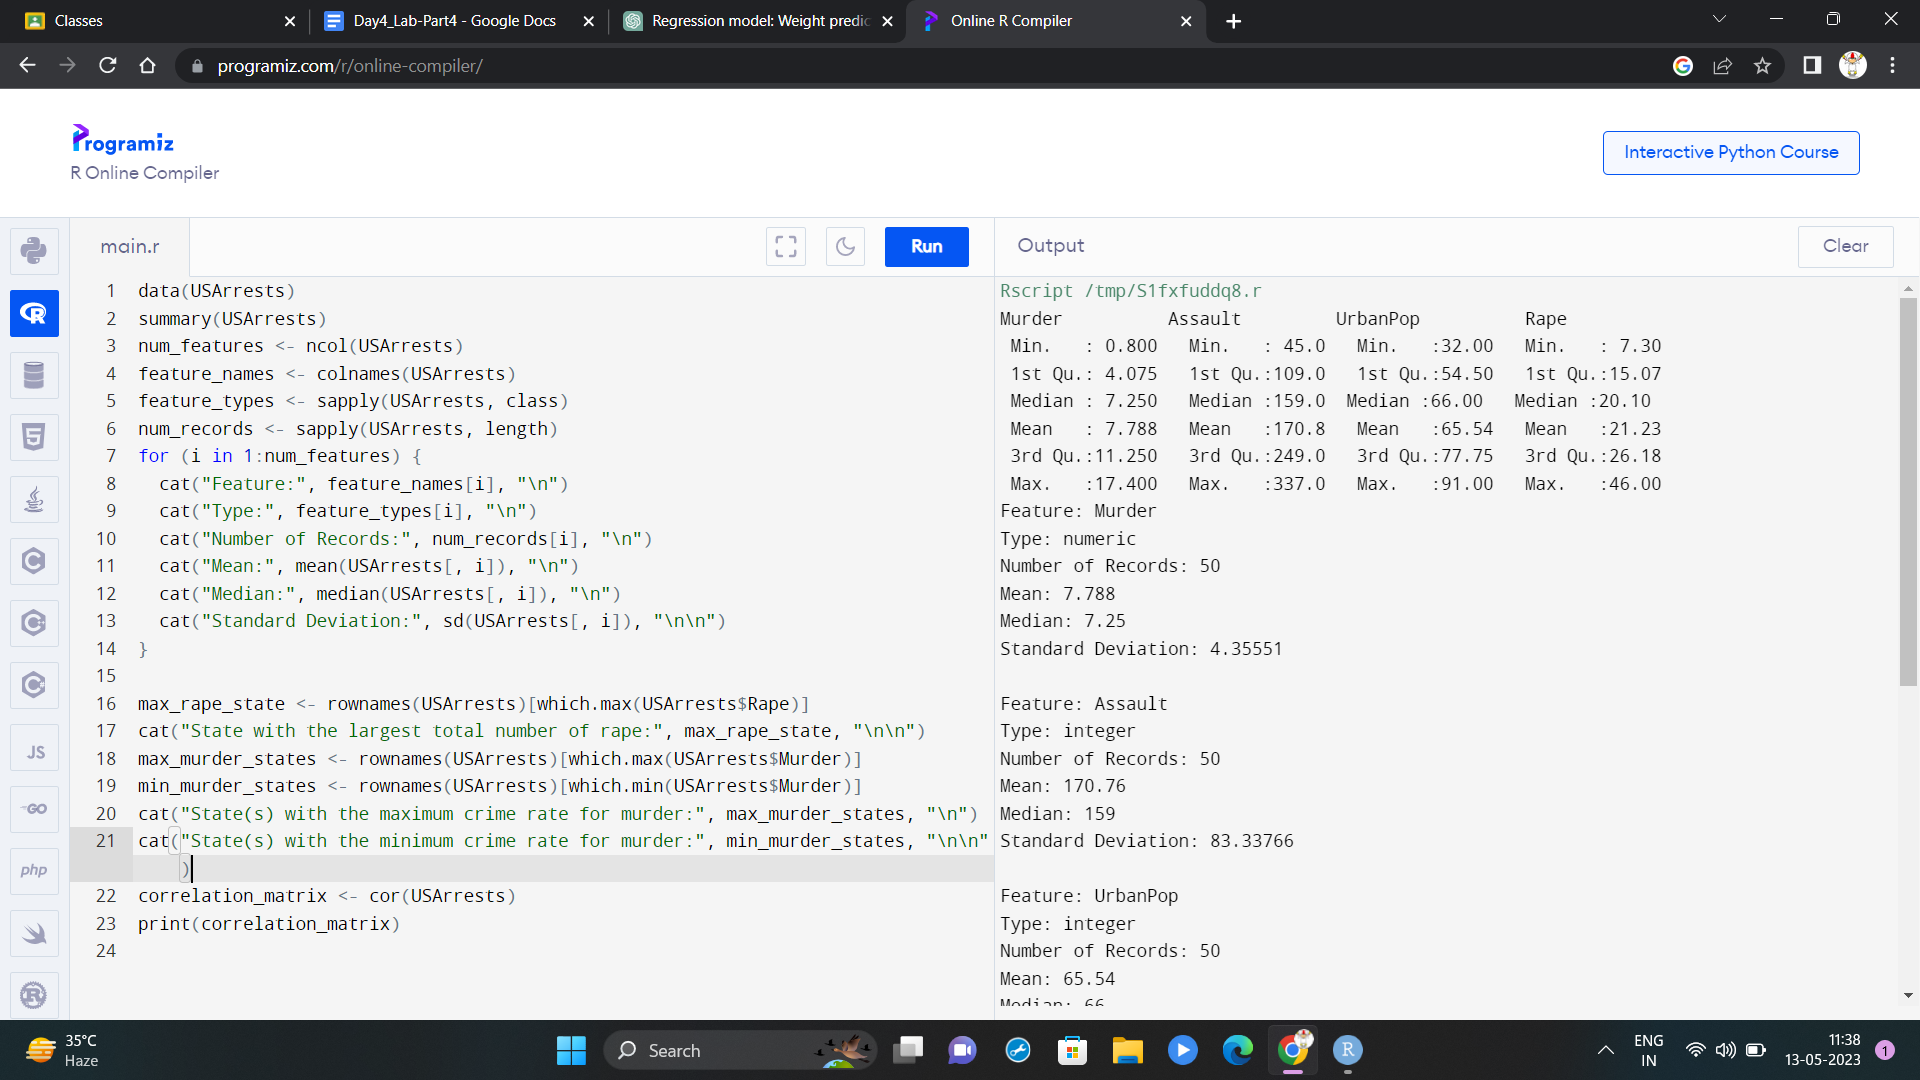 Classes
Day4_Lab-Part4 - Google Docs
Regression model: Weight predic
Online R Compiler
programiz.com/r/online-compiler/
Programiz
R Online Compiler
Interactive Python Course
main.r
Run
Output
Clear
1 data(USArrests)
2 summary(USArrests)
3 num_features <- ncol(USArrests)
4 feature_names <- colnames(USArrests)
5 feature_types <- sapply(USArrests, class)
6 num_records <- sapply(USArrests, length)
7 for (i in 1:num_features) {
8 cat("Feature:", feature_names[i], "\n")
9 cat("Type:", feature_types[i], "\n")
10 cat("Number of Records:", num_records[i], "\n")
11 cat("Mean:", mean(USArrests[, i]), "\n")
12 cat("Median:", median(USArrests[, i]), "\n")
13 cat("Standard Deviation:", sd(USArrests[, i]), "\n\n")
14 }
15
16 max_rape_state <- rownames(USArrests)[which.max(USArrests$Rape)]
17 cat("State with the largest total number of rape:", max_rape_state, "\n\n")
18 max_murder_states <- rownames(USArrests)[which.max(USArrests$Murder)]
19 min_murder_states <- rownames(USArrests)[which.min(USArrests$Murder)]
20 cat("State(s) with the maximum crime rate for murder:", max_murder_states, "\n")
21 cat("State(s) with the minimum crime rate for murder:", min_murder_states, "\n\n"
)
22 correlation_matrix <- cor(USArrests)
23 print(correlation_matrix)
24
Rscript /tmp/S1fxfuddq8.r
Murder Assault UrbanPop Rape
Min. : 0.800 Min. : 45.0 Min. :32.00 Min. : 7.30
1st Qu.: 4.075 1st Qu.:109.0 1st Qu.:54.50 1st Qu.:15.07
Median : 7.250 Median :159.0 Median :66.00 Median :20.10
Mean : 7.788 Mean :170.8 Mean :65.54 Mean :21.23
3rd Qu.:11.250 3rd Qu.:249.0 3rd Qu.:77.75 3rd Qu.:26.18
Max. :17.400 Max. :337.0 Max. :91.00 Max. :46.00
Feature: Murder
Type: numeric
Number of Records: 50
Mean: 7.788
Median: 7.25
Standard Deviation: 4.35551
Feature: Assault
Type: integer
Number of Records: 50
Mean: 170.76
Median: 159
Standard Deviation: 83.33766
Feature: UrbanPop
Type: integer
Number of Records: 50
Mean: 65.54
Median: 66
JS
GO
php
35°C
Haze
Search
ENG
IN
11:38
13-05-2023
1